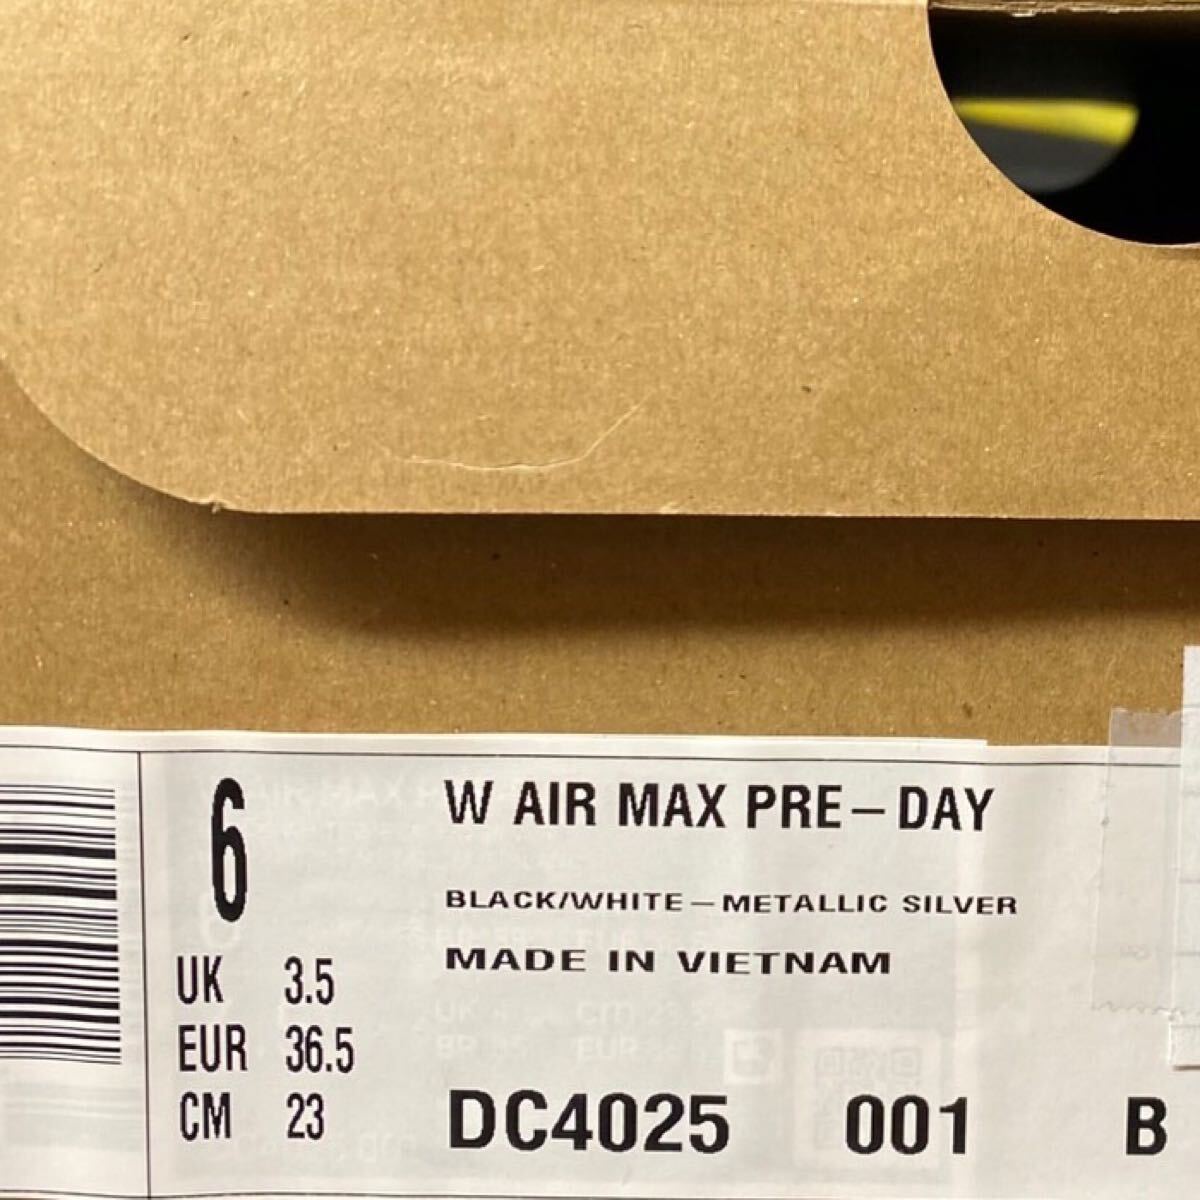 6
W AIR MAX PRE–DAY
BLACK/WHITE–METALLIC SILVER
MADE IN VIETNAM
UK 3.5
EUR 36.5
CM 23
DC4025 001 B